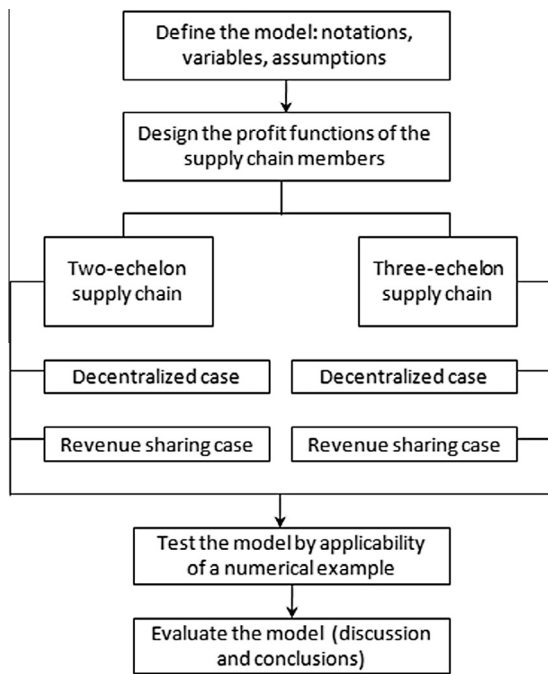 Define the model: notations,
variables, assumptions
Design the profit functions of the
supply chain members
Two-echelon
supply chain
Three-echelon
supply chain
Decentralized case
Decentralized case
Revenue sharing case
Revenue sharing case
Test the model by applicability
of a numerical example
Evaluate the model (discussion
and conclusions)